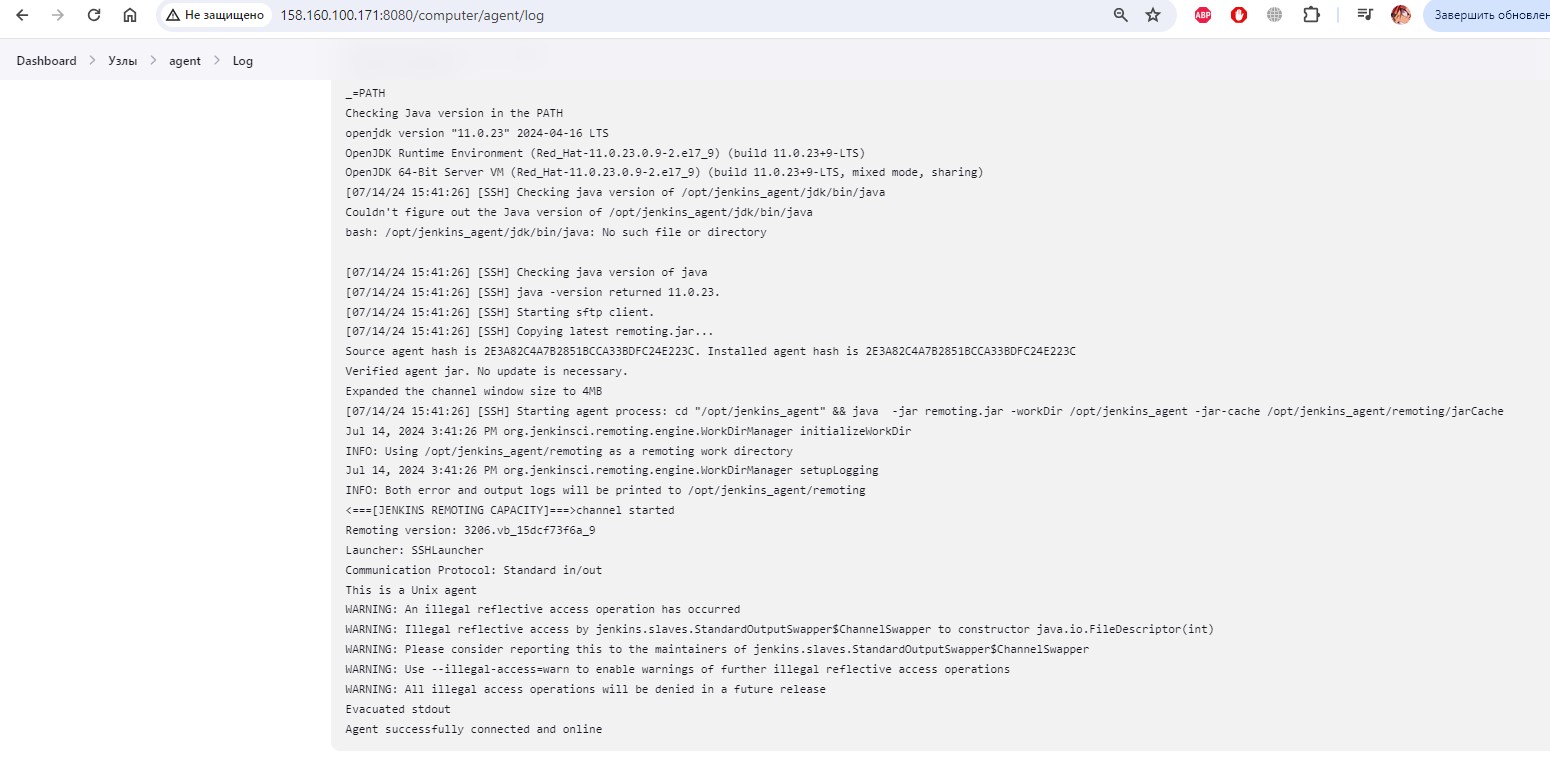 Не защищено
158.160.100.171:8080/computer/agent/log
ABP
Завершить обновлен
Dashboard > Узлы > agent > Log
_=PATH
Checking Java version in the PATH
openjdk version "11.0.23" 2024-04-16 LTS
OpenJDK Runtime Environment (Red_Hat-11.0.23.0.9-2.el7_9) (build 11.0.23+9-LTS)
OpenJDK 64-Bit Server VM (Red_Hat-11.0.23.0.9-2.el7_9) (build 11.0.23+9-LTS, mixed mode, sharing)
[07/14/24 15:41:26] [SSH] Checking java version of /opt/jenkins_agent/jdk/bin/java
Couldn't figure out the Java version of /opt/jenkins_agent/jdk/bin/java
bash: /opt/jenkins_agent/jdk/bin/java: No such file or directory
[07/14/24 15:41:26] [SSH] Checking java version of java
[07/14/24 15:41:26] [SSH] java -version returned 11.0.23.
[07/14/24 15:41:26] [SSH] Starting sftp client.
[07/14/24 15:41:26] [SSH] Copying latest remoting.jar...
Source agent hash is 2E3A82C4A7B2851BCCA33BDFC24E223C. Installed agent hash is 2E3A82C4A7B2851BCCA33BDFC24E223C
Verified agent jar. No update is necessary.
Expanded the channel window size to 4MB
[07/14/24 15:41:26] [SSH] Starting agent process: cd "/opt/jenkins_agent" && java  -jar remoting.jar -workDir /opt/jenkins_agent -jar-cache /opt/jenkins_agent/remoting/jarCache
Jul 14, 2024 3:41:26 PM org.jenkinsci.remoting.engine.WorkDirManager initializeWorkDir
INFO: Using /opt/jenkins_agent/remoting as a remoting work directory
Jul 14, 2024 3:41:26 PM org.jenkinsci.remoting.engine.WorkDirManager setupLogging
INFO: Both error and output logs will be printed to /opt/jenkins_agent/remoting
<===[JENKINS REMOTING CAPACITY]===>channel started
Remoting version: 3206.vb_15dcf73f6a_9
Launcher: SSHLauncher
Communication Protocol: Standard in/out
This is a Unix agent
WARNING: An illegal reflective access operation has occurred
WARNING: Illegal reflective access by jenkins.slaves.StandardOutputSwapper$ChannelSwapper to constructor java.io.FileDescriptor(int)
WARNING: Please consider reporting this to the maintainers of jenkins.slaves.StandardOutputSwapper$ChannelSwapper
WARNING: Use --illegal-access=warn to enable warnings of further illegal reflective access operations
WARNING: All illegal access operations will be denied in a future release
Evacuated stdout
Agent successfully connected and online